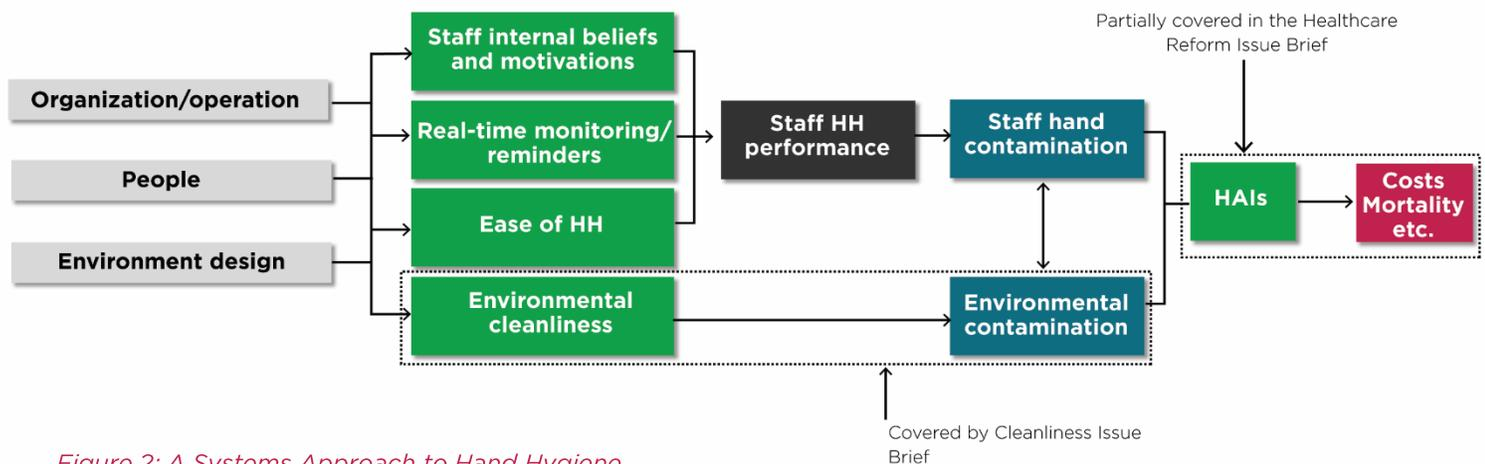 Partially covered in the Healthcare
Reform Issue Brief
Organization/operation
People
Environment design
Staff internal beliefs
and motivations
Real-time monitoring/
reminders
Ease of HH
Environmental
cleanliness
Staff HH
performance
Staff hand
contamination
Environmental
contamination
HAIs
Costs
Mortality
etc.
Covered by Cleanliness Issue
Brief
Figure 2: A Systems Approach to Hand Hygiene